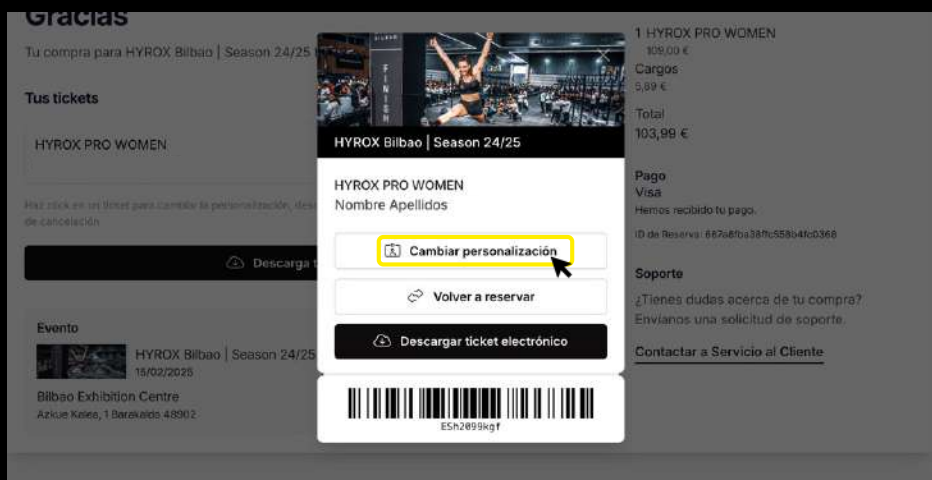 Gracias
Tu compra para HYROX Bilbao | Season 24/25
Tus tickets
HYROX PRO WOMEN
Haz click en un ticket para cambiar la personalización,
de cancelación
Descarga
Evento
HYROX Bilbao | Season 24/25
15/02/2025
Bilbao Exhibition Centre
Azkue Kalea, 1 Barakaldo 48902
FINISH
HYROX Bilbao | Season 24/25
HYROX PRO WOMEN
Nombre Apellidos
Cambiar personalización
Volver a reservar
Descargar ticket electrónico
ESh2099kgf
1 HYROX PRO WOMEN
109,00 €
Cargos
Total
103,99 €
Pago
Visa
Hemos recibido tu pago.
ID de Reserva:
Soporte
¿Tienes dudas acerca de tu compra?
Envíanos una solicitud de soporte.
Contactar a Servicio al Cliente